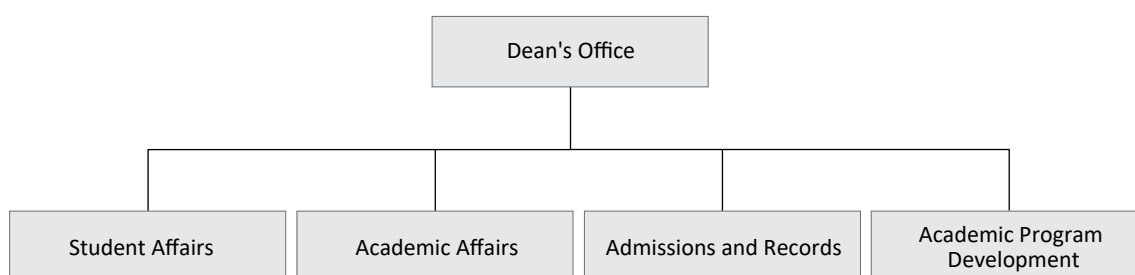 Dean's Office
Student Affairs
Academic Affairs
Admissions and Records
Academic Program
Development